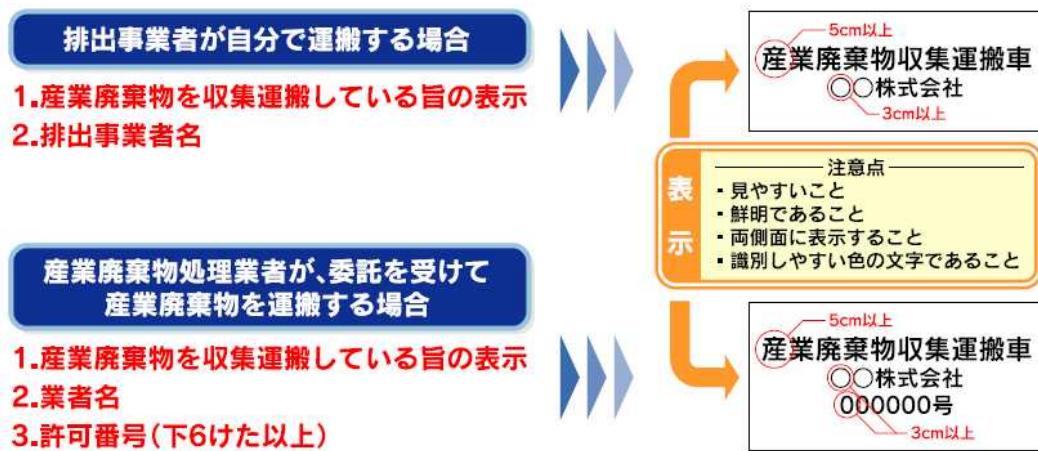 排出事業者が自分で運搬する場合
1.産業廃棄物を収集運搬している旨の表示
2.排出事業者名
5cm以上
産業廃棄物収集運搬車
○○株式会社
3cm以上
表示
注意点
・見やすいこと
・鮮明であること
・両側面に表示すること
・識別しやすい色の文字であること
産業廃棄物処理業者が、委託を受けて
産業廃棄物を運搬する場合
1.産業廃棄物を収集運搬している旨の表示
2.業者名
3.許可番号(下6けた以上)
5cm以上
産業廃棄物収集運搬車
○○株式会社
000000号
3cm以上